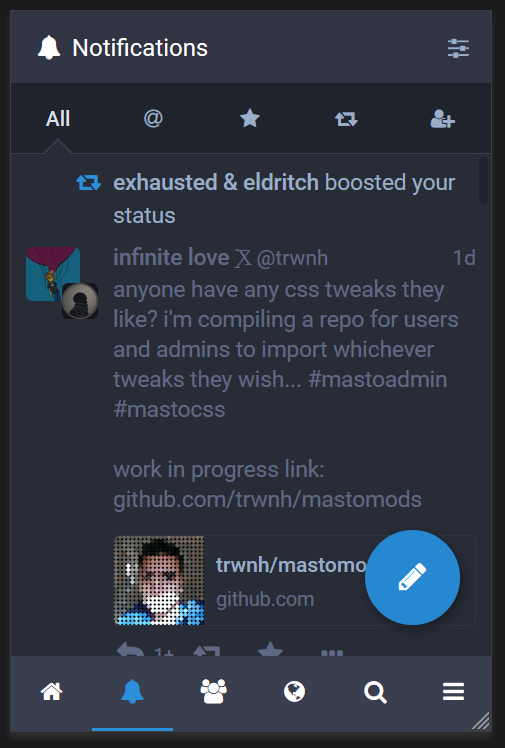 Notifications
All @
exhausted & eldritch boosted your
status
infinite love 𝕏 @trwnh 1d
anyone have any css tweaks they
like? i'm compiling a repo for users
and admins to import whichever
tweaks they wish... #mastoadmin
#mastocss
work in progress link:
github.com/trwnh/mastomods
trwnh/mastomo
github.com
1+